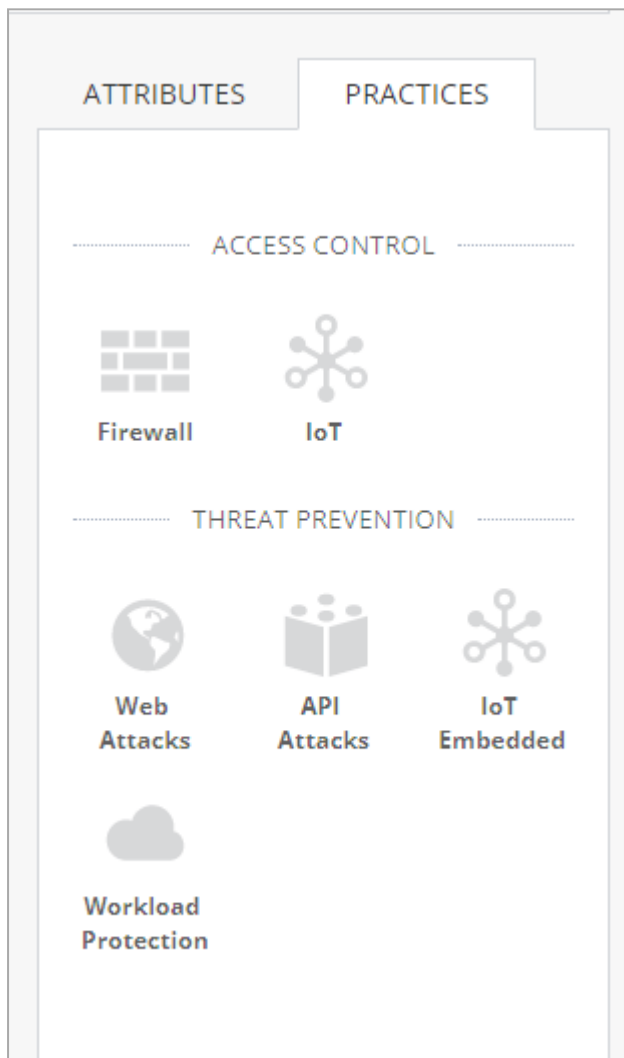 ATTRIBUTES PRACTICES
ACCESS CONTROL
Firewall IoT
THREAT PREVENTION
Web API IoT
Attacks Attacks Embedded
Workload
Protection